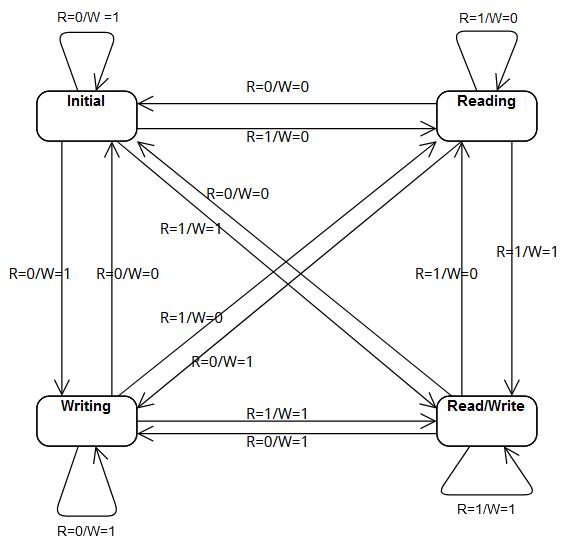 R=0/W =1
R=1/W=0
Initial
Reading
R=0/W=0
R=1/W=0
R=0/W=0
R=1/W=1
R=1/W=1
R=0/W=1
R=0/W=0
R=1/W=0
R=1/W=0
R=0/W=1
Writing
Read/Write
R=1/W=1
R=0/W=1
R=1/W=1
R=0/W=1